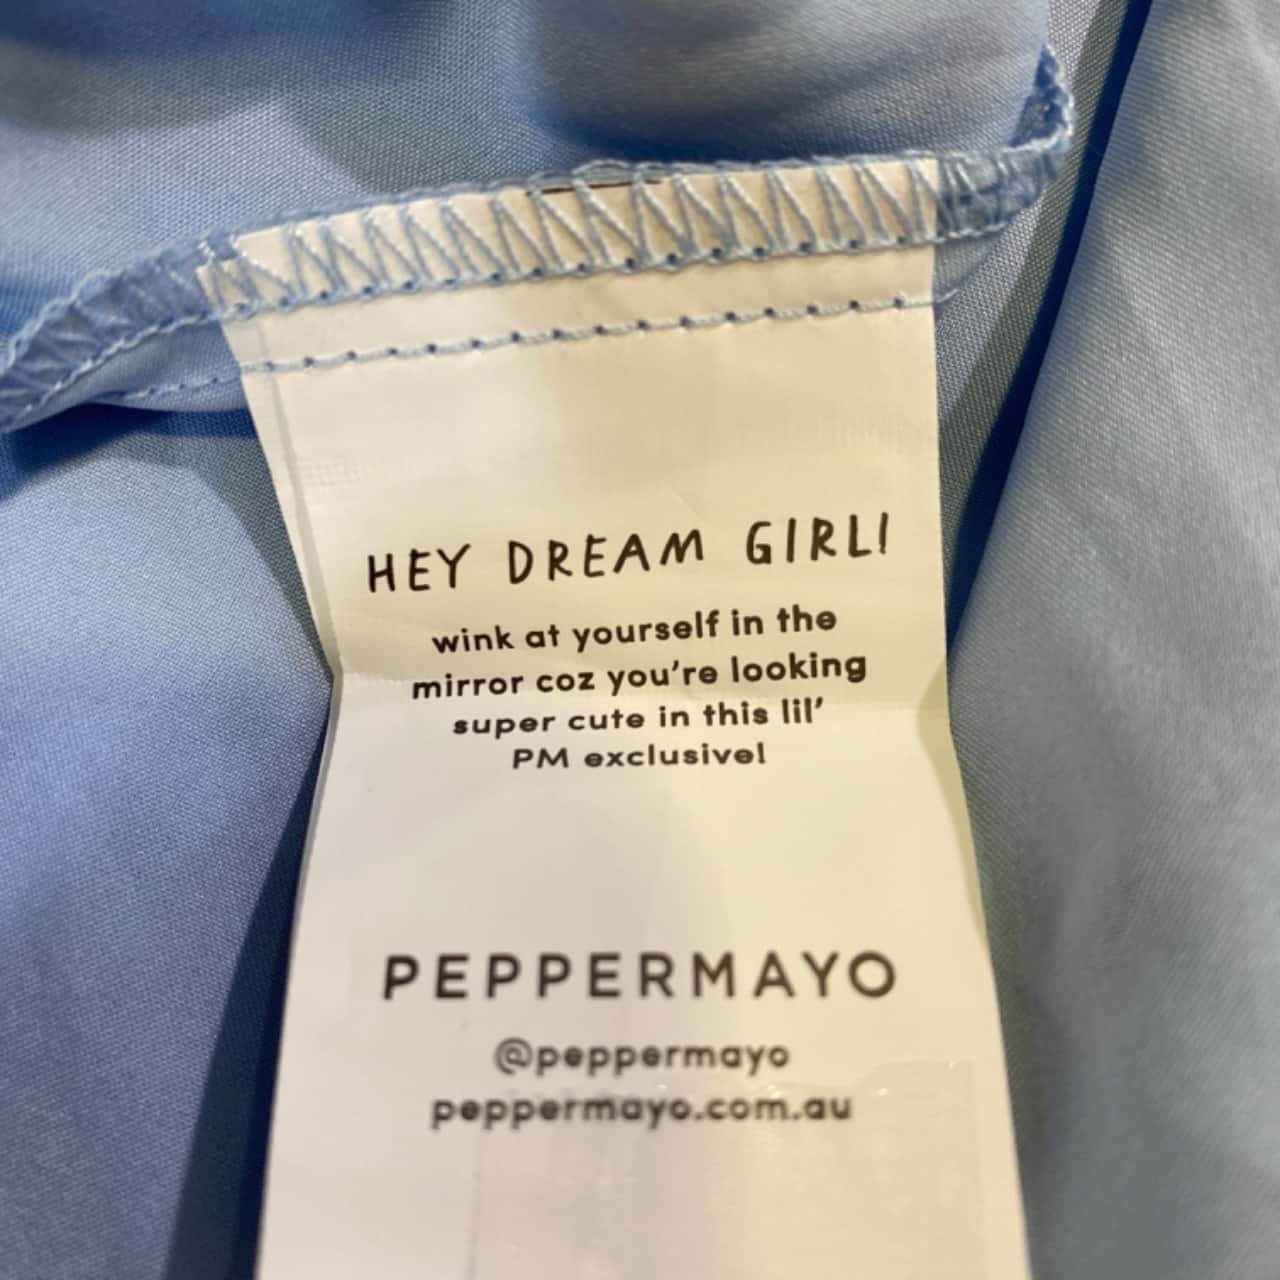 HEY DREAM GIRL!
wink at yourself in the
mirror coz you're looking
super cute in this lil'
PM exclusive!
PEPPERMAYO
@peppermayo
peppermayo.com.au